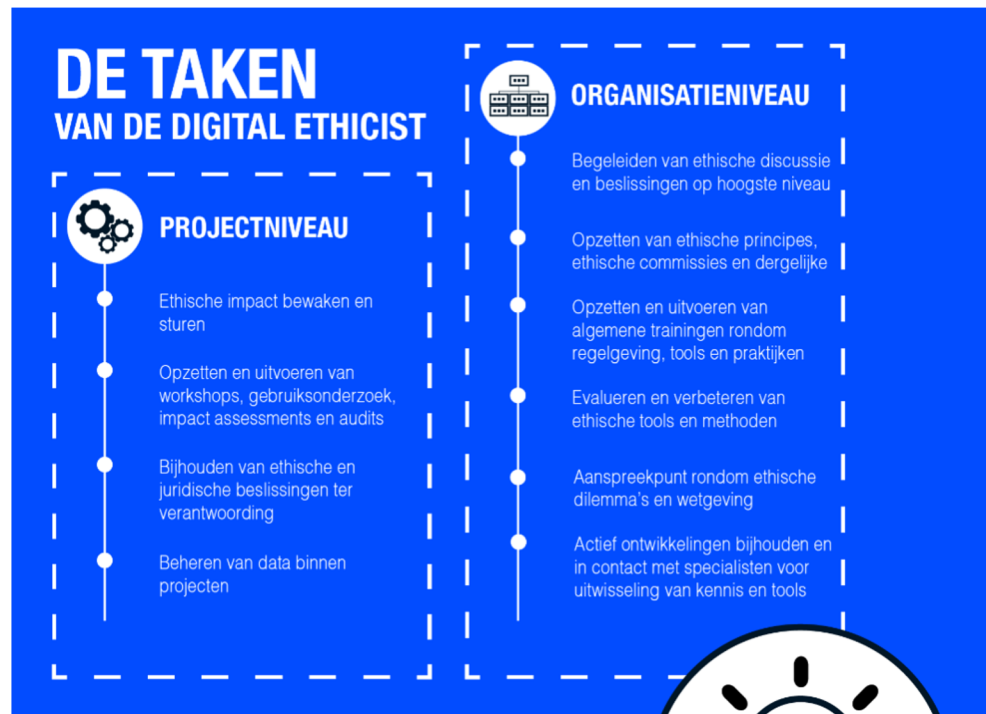 DE TAKEN
VAN DE DIGITAL ETHICIST
PROJECTNIVEAU
Ethische impact bewaken en
sturen
Opzetten en uitvoeren van
workshops, gebruiksonderzoek,
impact assessments en audits
Bijhouden van ethische en
juridische beslissingen ter
verantwoording
Beheren van data binnen
projecten
ORGANISATIENIVEAU
Begeleiden van ethische discussie
en beslissingen op hoogste niveau
Opzetten van ethische principes,
ethische commissies en dergelijke
Opzetten en uitvoeren van
algemene trainingen rondom
regelgeving, tools en praktijken
Evalueren en verbeteren van
ethische tools en methoden
Aanspreekpunt rondom ethische
dilemma's en wetgeving
Actief ontwikkelingen bijhouden en
in contact met specialisten voor
uitwisseling van kennis en tools